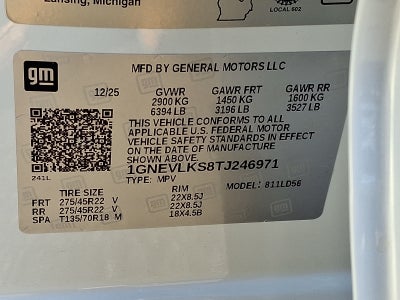 Lansing, Michigan
LOCAL 602
gm
MFD BY GENERAL MOTORS LLC
12/25 GVWR GAWR FRT GAWR RR
2900 KG 1450 KG 1600 KG
6394 LB 3196 LB 3527 LB
THIS VEHICLE CONFORMS TO ALL
APPLICABLE U.S. FEDERAL MOTOR
VEHICLE SAFETY STANDARDS IN EFFECT
ON THE DATE OF MANUFACTURE
SHOWN ABOVE.
1GNEVLKS8TJ246971
241L TYPE: MPV MODEL: 811LD56
TIRE SIZE RIM
FRT 275/45R22 V 22X8.5J
RR 275/45R22 V 22X8.5J
SPA T135/70R18 M 18X4.5B